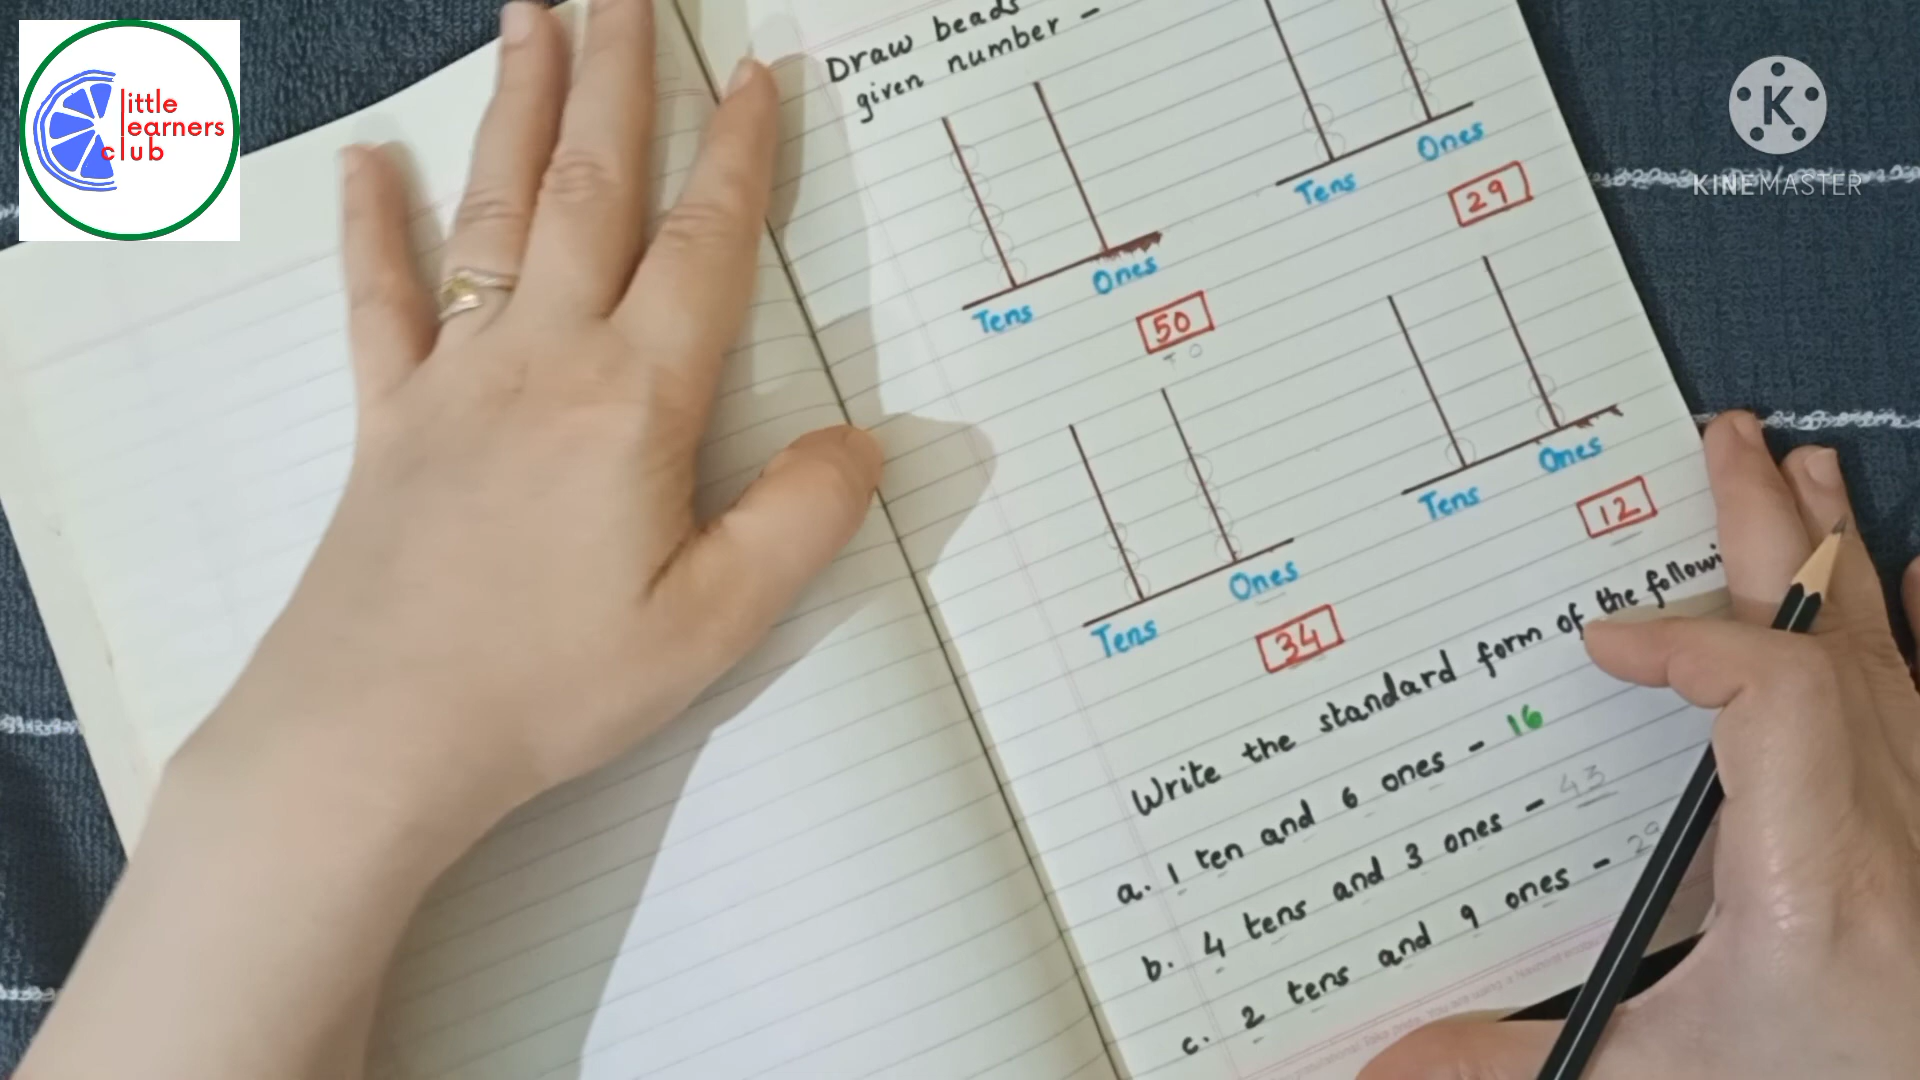 little
learners
club
KINEMASTER
Draw beads
given number -
Tens Ones
29
Tens Ones
50
T O
Tens Ones
12
Tens Ones
34
Write the standard form of the
a. 1 ten and 6 ones - 16
b. 4 tens and 3 ones - 43
c. 2 tens and 9 ones - 29